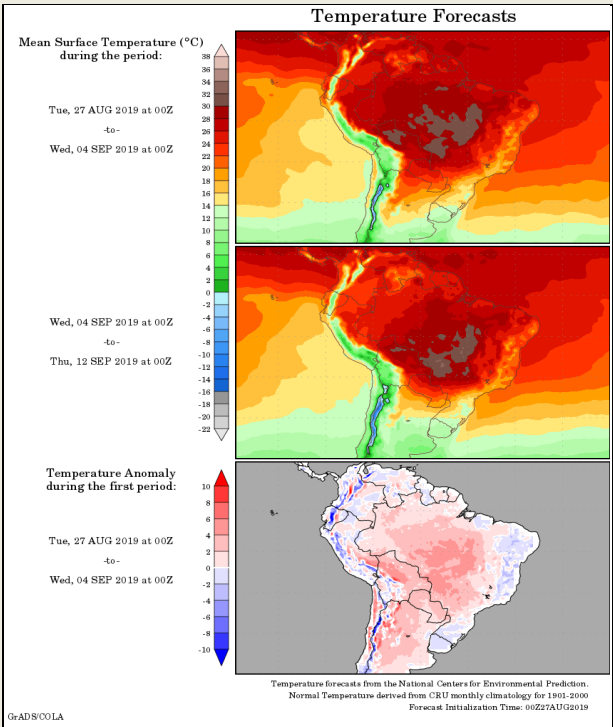 Temperature Forecasts
Mean Surface Temperature (°C)
during the period:
38
36
34
32
30
28
26
24
22
20
18
16
14
12
10
8
6
4
2
0
-2
-4
-6
-8
-10
-12
-14
-16
-18
-20
-22
Tue, 27 AUG 2019 at 00Z
-to-
Wed, 04 SEP 2019 at 00Z
Wed, 04 SEP 2019 at 00Z
-to-
Thu, 12 SEP 2019 at 00Z
Temperature Anomaly
during the first period:
10
8
6
4
2
0
-2
-4
-6
-8
-10
Tue, 27 AUG 2019 at 00Z
-to-
Wed, 04 SEP 2019 at 00Z
Temperature forecasts from the National Centers for Environmental Prediction.
Normal Temperature derived from CRU monthly climatology for 1901-2000
Forecast Initialization Time: 00Z27AUG2019
GrADS/COLA